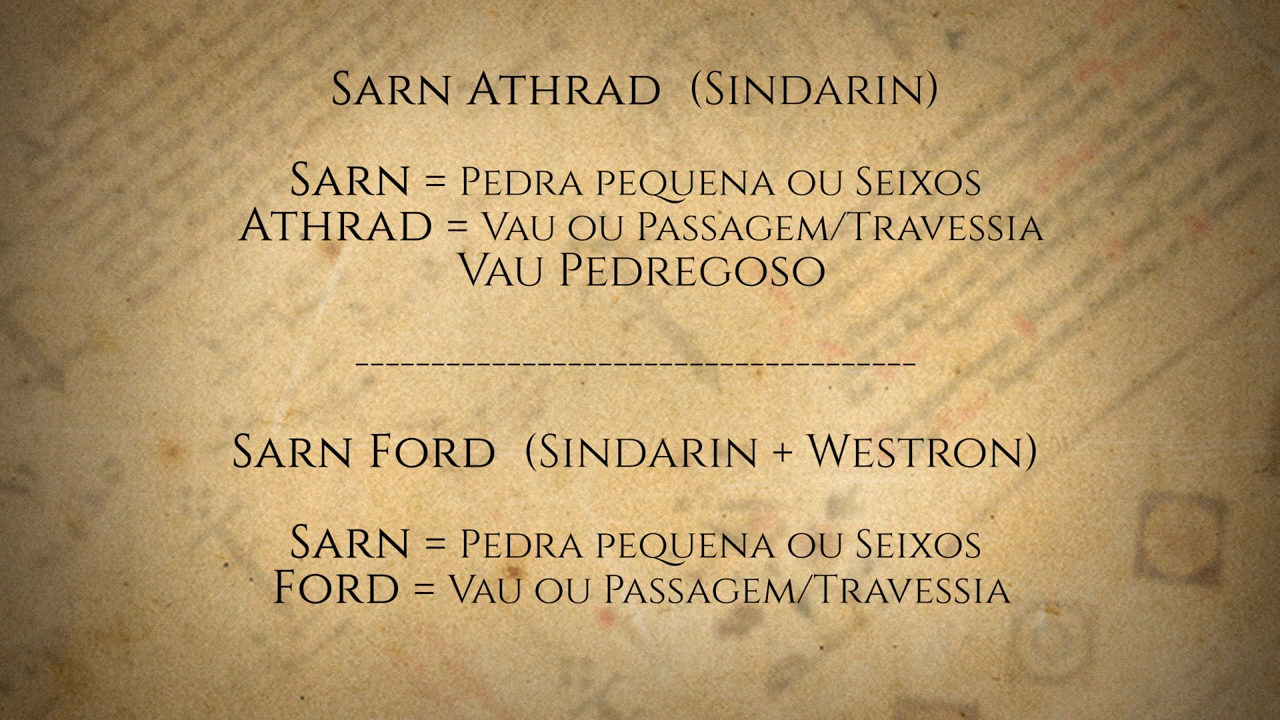 Sarn Athrad (Sindarin)
Sarn = Pedra pequena ou Seixos
Athrad = Vau ou Passagem/Travessia
Vau Pedregoso
-------------------------------------
Sarn Ford (Sindarin + Westron)
Sarn = Pedra pequena ou Seixos
Ford = Vau ou Passagem/Travessia